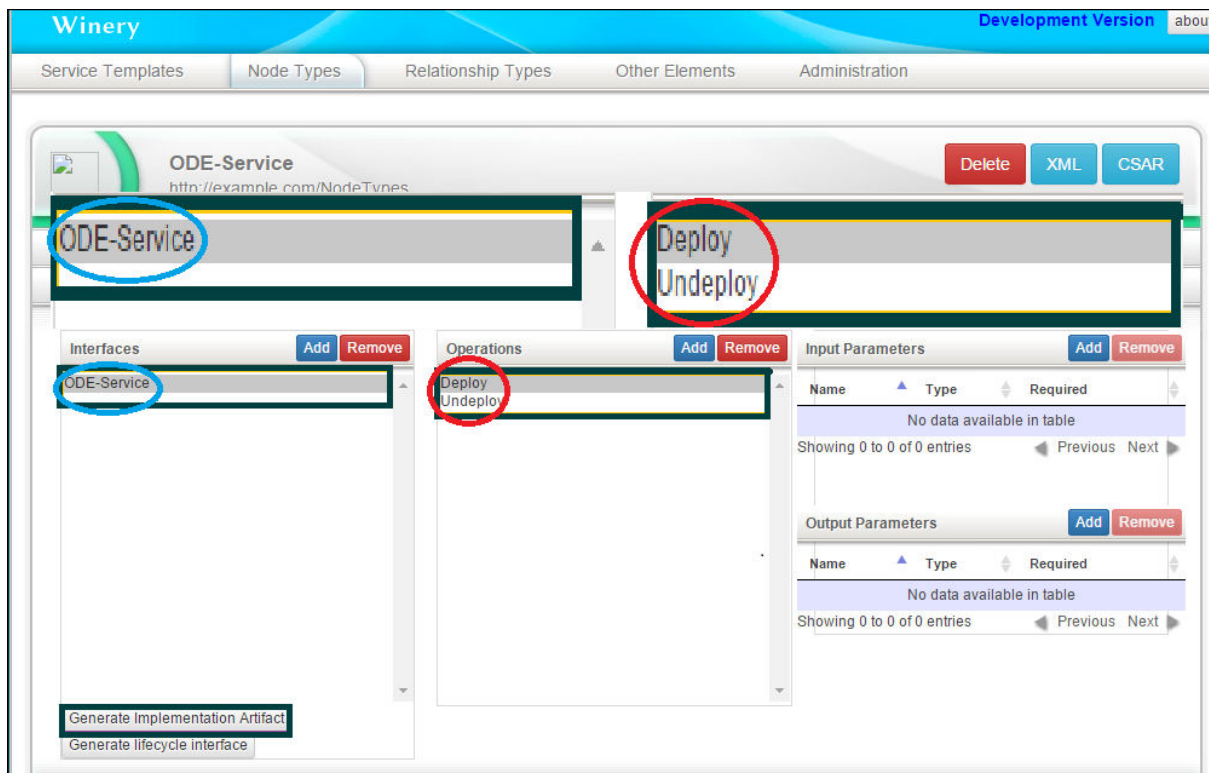 Winery
Development Version
abou
Service Templates Node Types Relationship Types Other Elements Administration
ODE-Service
http://example.com/NodeTypes
Delete XML CSAR
ODE-Service
Deploy
Undeploy
Interfaces Add Remove
ODE-Service
Generate Implementation Artifact
Generate lifecycle interface
Operations Add Remove
Deploy
Undeploy
Input Parameters Add Remove
Name Type Required
No data available in table
Showing 0 to 0 of 0 entries Previous Next
Output Parameters Add Remove
Name Type Required
No data available in table
Showing 0 to 0 of 0 entries Previous Next